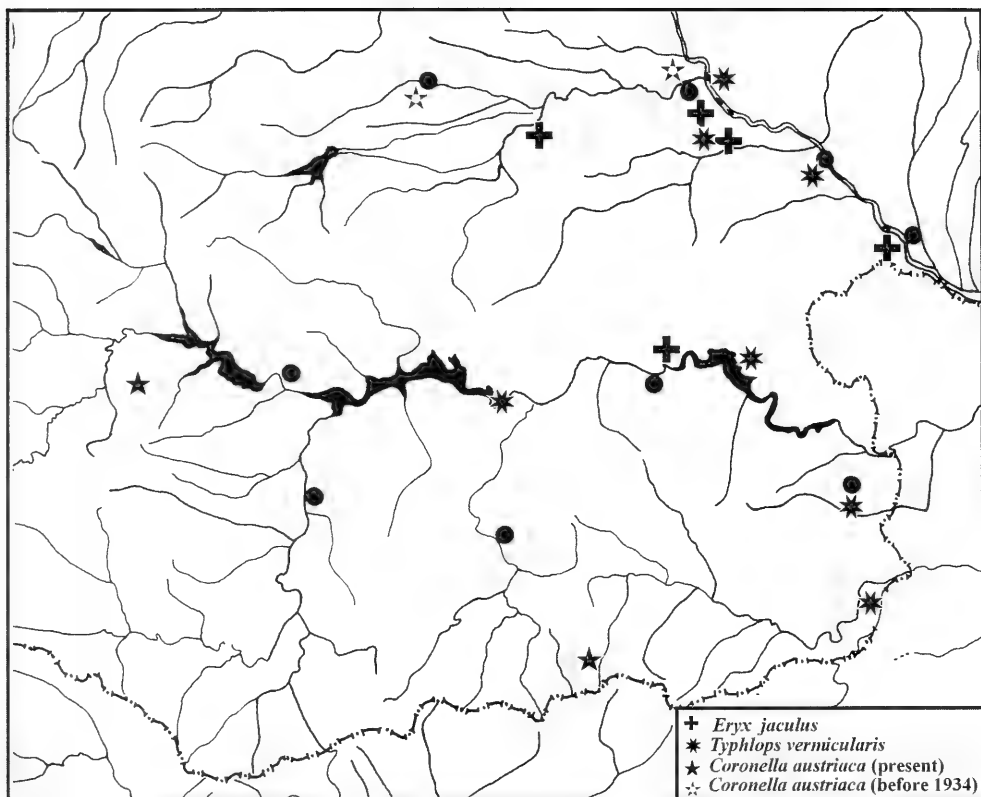 Eryx jaculus
Typhlops vermicularis
Coronella austriaca (present)
Coronella austriaca (before 1934)